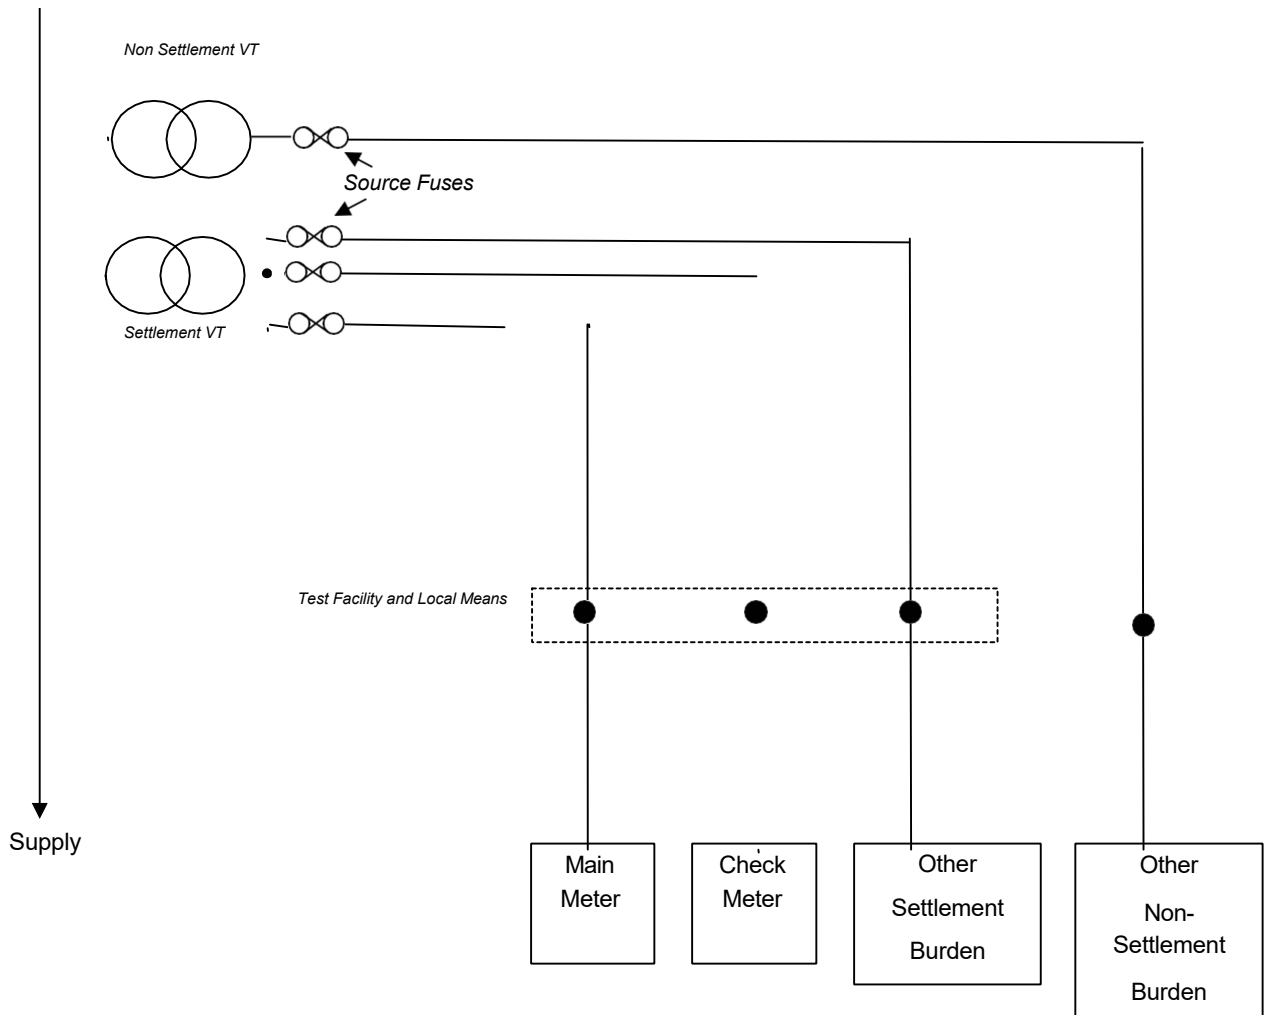 Non Settlement VT
Source Fuses
Settlement VT
Test Facility and Local Means
Supply
Main
Meter
Check
Meter
Other
Settlement
Burden
Other
Non-
Settlement
Burden